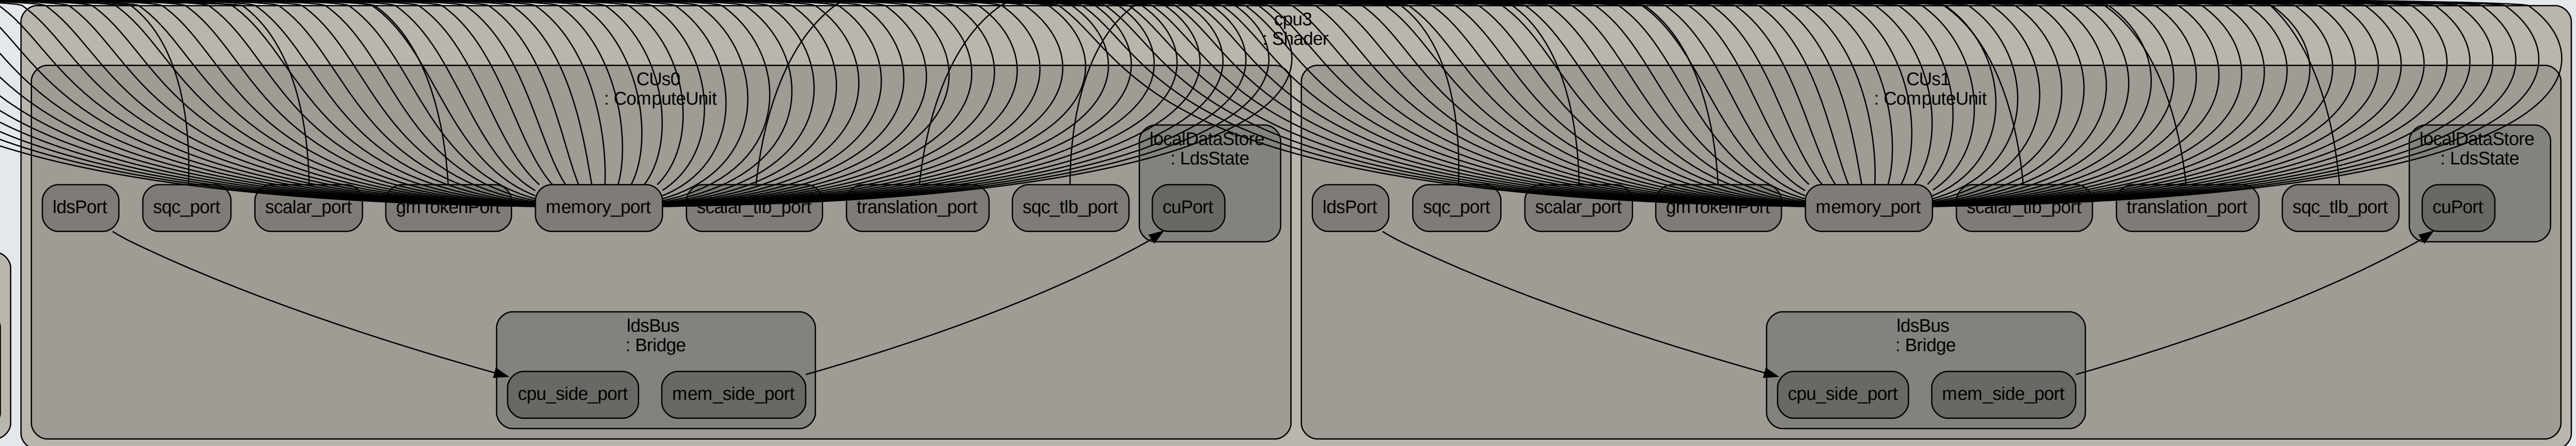 cpu3
: Shader
CUs0
: ComputeUnit
localDataStore
: LdsState
ldsPort
sqc_port
scalar_port
gmTokenPort
memory_port
scalar_tlb_port
translation_port
sqc_tlb_port
cuPort
ldsBus
: Bridge
cpu_side_port
mem_side_port
CUs1
: ComputeUnit
localDataStore
: LdsState
ldsPort
sqc_port
scalar_port
gmTokenPort
memory_port
scalar_tlb_port
translation_port
sqc_tlb_port
cuPort
ldsBus
: Bridge
cpu_side_port
mem_side_port